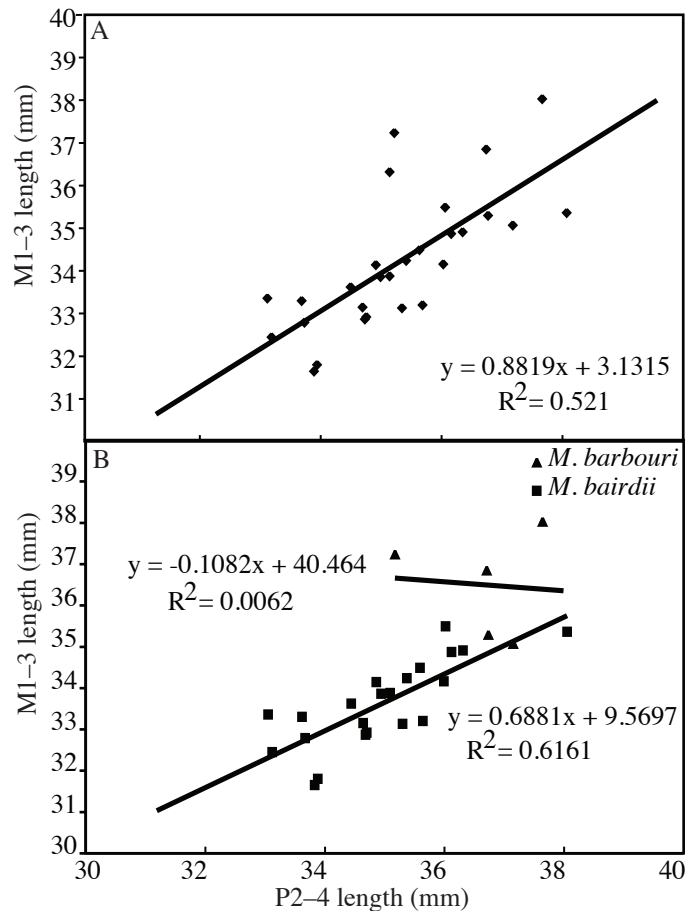 A
40
39
38
37
36
35
34
33
32
31
M1–3 length (mm)
y = 0.8819x + 3.1315
R2= 0.521
B
M. barbouri
M. bairdii
39
38
37
36
35
34
33
32
31
30
M1–3 length (mm)
y = -0.1082x + 40.464
R2= 0.0062
y = 0.6881x + 9.5697
R2= 0.6161
30 32 34 36 38 40
P2–4 length (mm)